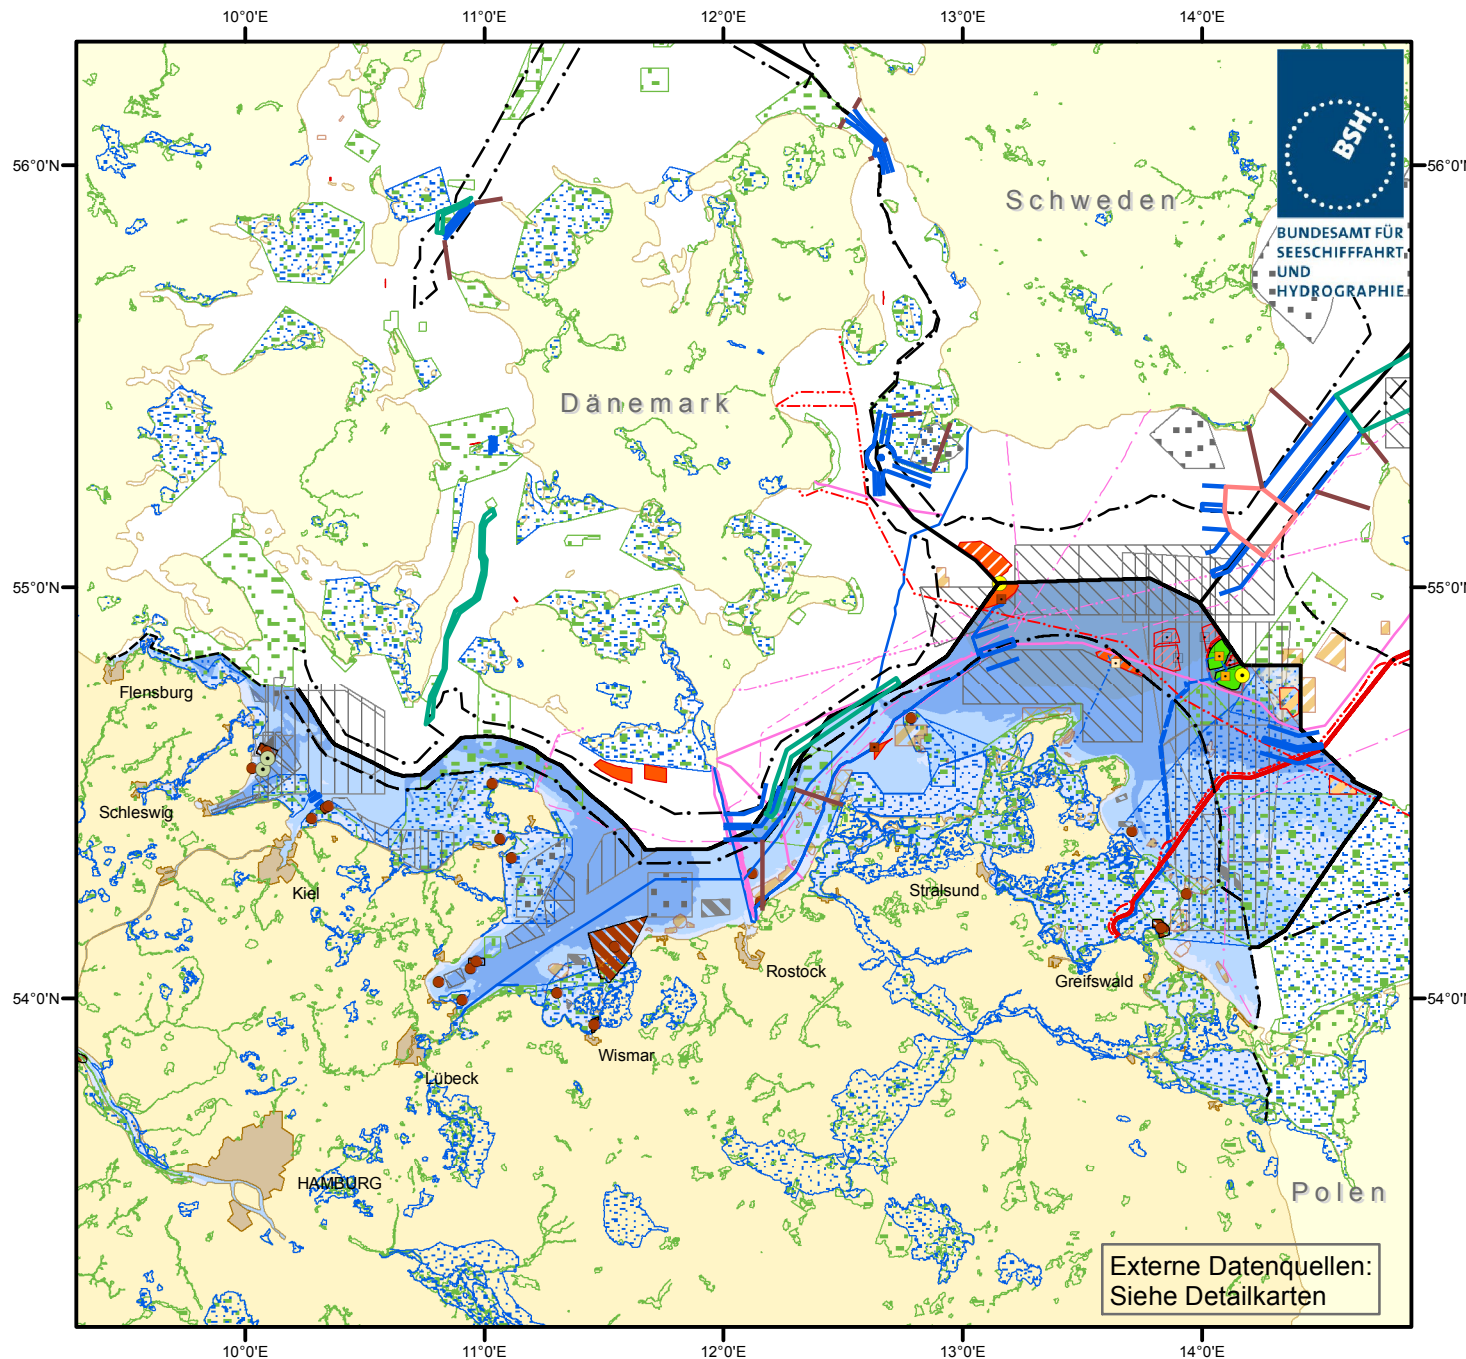 10°0'E 11°0'E 12°0'E 13°0'E 14°0'E
56°0'N 56°0'N
BSH
Schweden
BUNDESAMT FÜR
SEESCHIFFFAHRT
UND
HYDROGRAPHIE
Dänemark
55°0'N 55°0'N
Flensburg
Schleswig
Kiel
Stralsund
Rostock
Greifswald
54°0'N 54°0'N
Wismar
Lübeck
HAMBURG
Polen
Externe Datenquellen:
Siehe Detailkarten
10°0'E 11°0'E 12°0'E 13°0'E 14°0'E